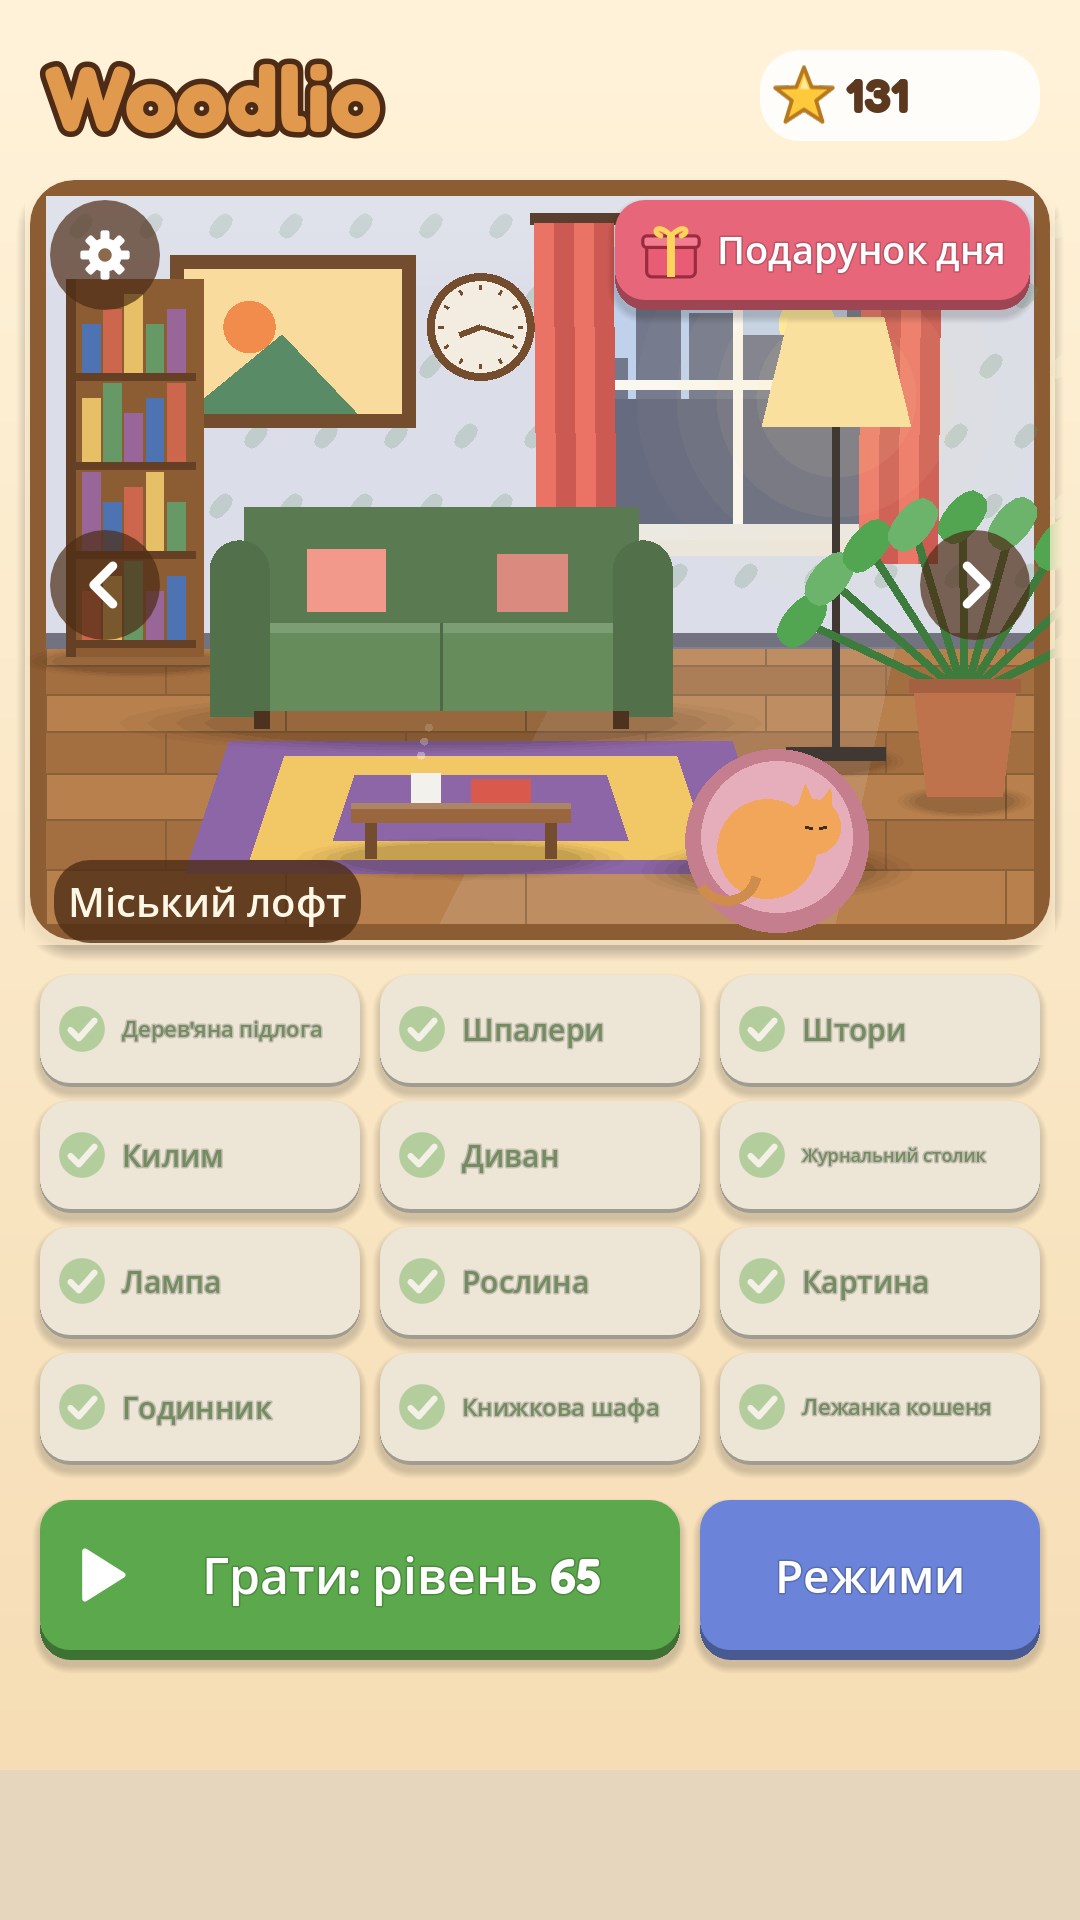 Woodlio
131
Подарунок дня
Міський лофт
Дерев'яна підлога
Шпалери
Штори
Килим
Диван
Журнальний столик
Лампа
Рослина
Картина
Годинник
Книжкова шафа
Лежанка кошеня
Грати: рівень 65
Режими